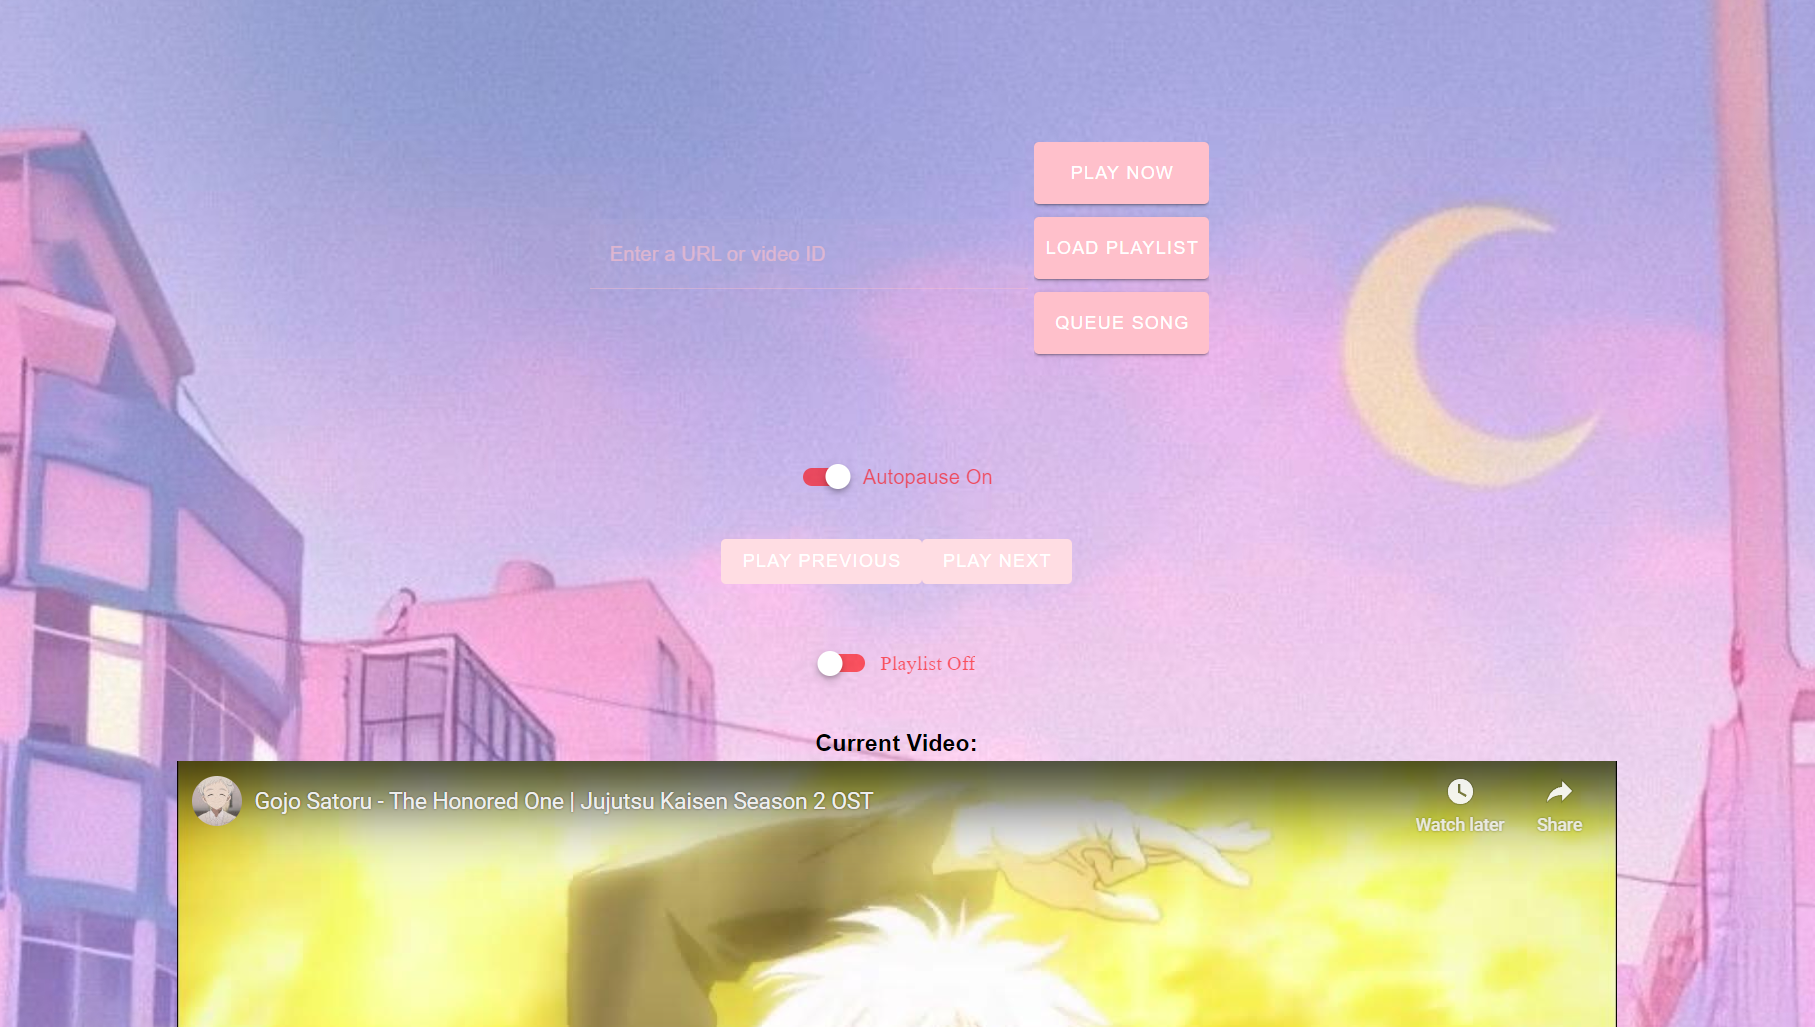 PLAY NOW
Enter a URL or video ID
LOAD PLAYLIST
QUEUE SONG
Autopause On
PLAY PREVIOUS
PLAY NEXT
Playlist Off
Current Video:
Gojo Satoru - The Honored One | Jujutsu Kaisen Season 2 OST
Watch later
Share